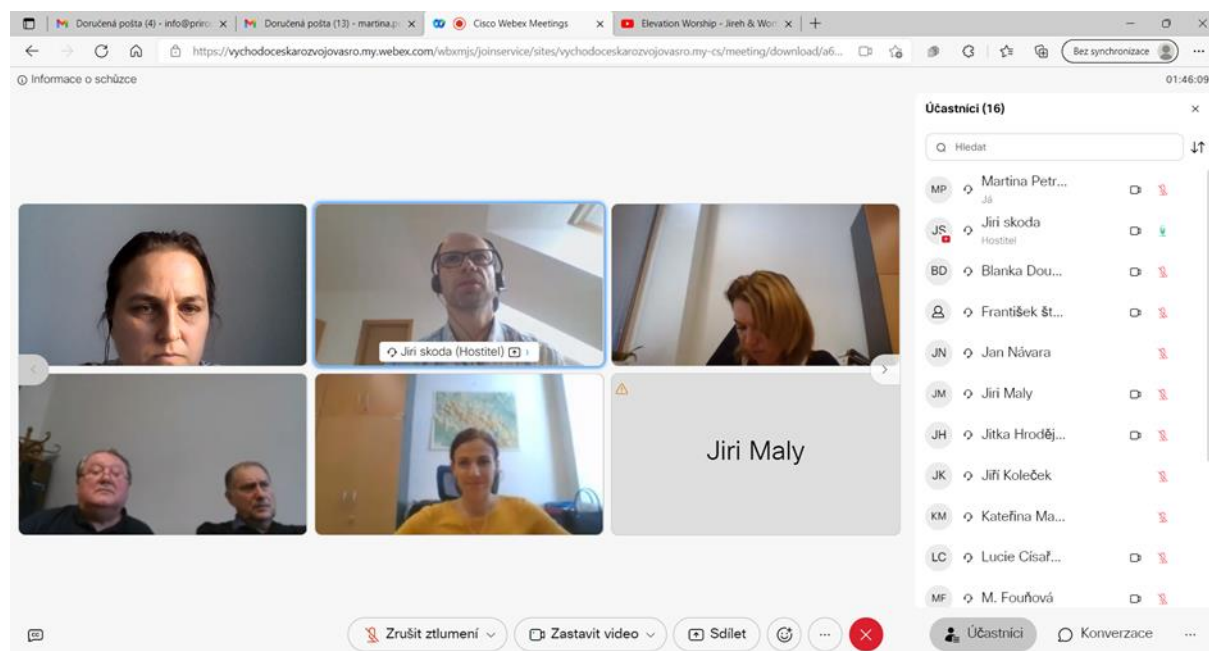 Doručená pošta (4) - info@priro
Doručená pošta (13) - martina.p
Cisco Webex Meetings
Elevation Worship - Jireh & Wor
https://vychodoceskarozvojovasro.my.webex.com/wbxmjs/joinservice/sites/vychodoceskarozvojovasro.my-cs/meeting/download/a6...
Bez synchronizace
Informace o schůzce
01:46:09
Účastníci (16)
Hledat
MP Martina Petr...
Já
JS Jiri skoda
Hostitel
BD Blanka Dou...
František št...
JN Jan Návara
JM Jiri Maly
JH Jitka Hroděj...
JK Jiří Koleček
KM Kateřina Ma...
LC Lucie Císař...
MF M. Fouňová
Jiri skoda (Hostitel)
Jiri Maly
CC
Zrušit ztlumení
Zastavit video
Sdílet
Účastníci
Konverzace